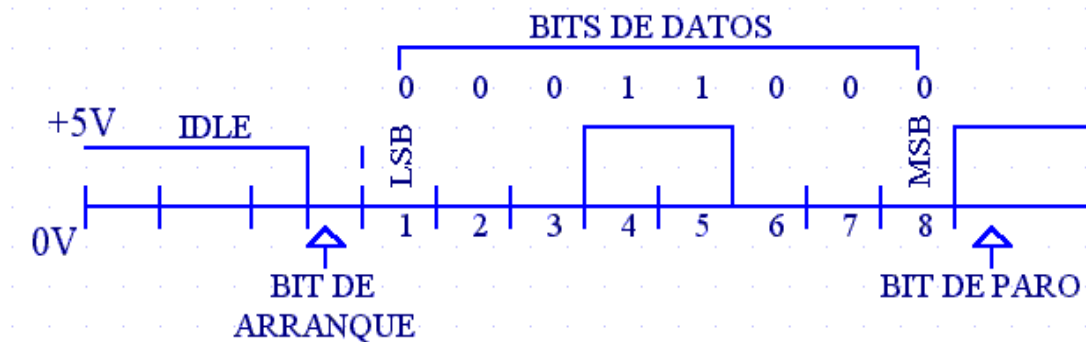 BITS DE DATOS
0 0 0 1 1 0 0 0
+5V IDLE LSB MSB
0V 1 2 3 4 5 6 7 8
BIT DE ARRANQUE
BIT DE PARO